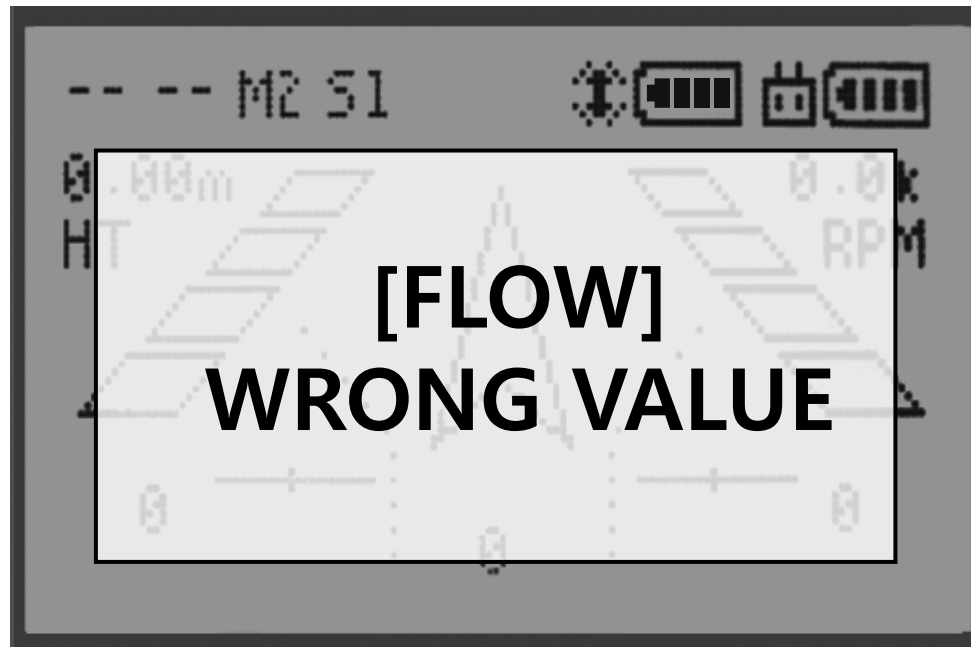 -- -- M2 S1
0.00m 0.0k
HT RPM
[FLOW]
WRONG VALUE
0 0
0